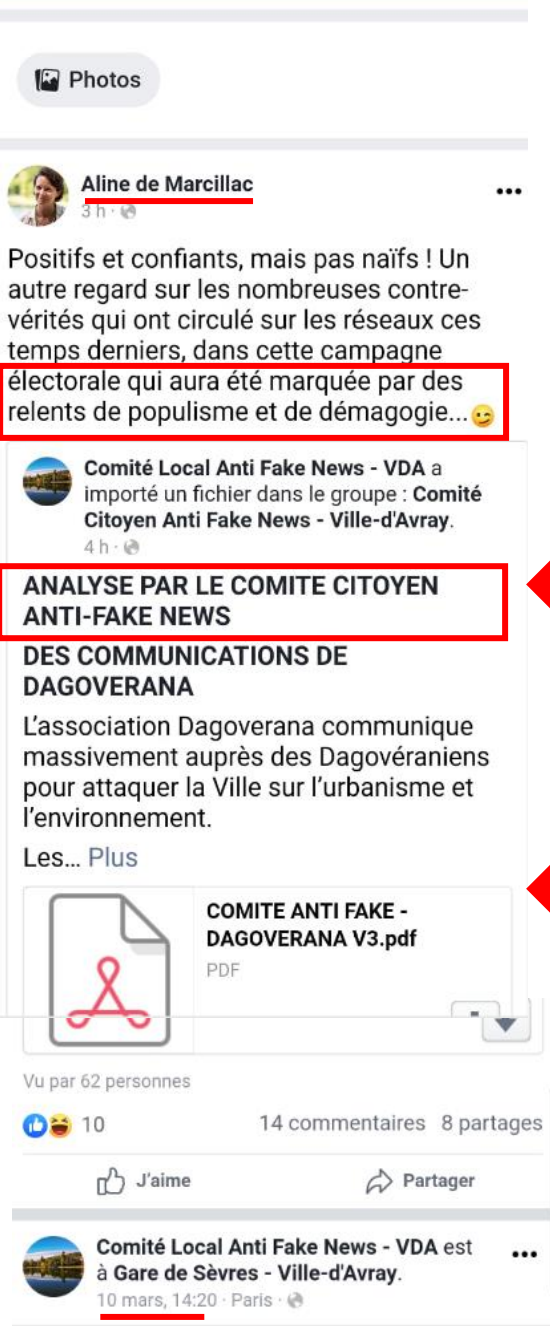 Photos
Aline de Marcillac
3 h
Positifs et confiants, mais pas naïfs ! Un
autre regard sur les nombreuses contre-
vérités qui ont circulé sur les réseaux ces
temps derniers, dans cette campagne
électorale qui aura été marquée par des
relents de populisme et de démagogie...😉
Comité Local Anti Fake News - VDA a
importé un fichier dans le groupe : Comité
Citoyen Anti Fake News - Ville-d'Avray.
4 h
ANALYSE PAR LE COMITE CITOYEN
ANTI-FAKE NEWS
DES COMMUNICATIONS DE
DAGOVERANA
L'association Dagoverana communique
massivement auprès des Dagovéraniens
pour attaquer la Ville sur l'urbanisme et
l'environnement.
Les... Plus
COMITE ANTI FAKE -
DAGOVERANA V3.pdf
PDF
Vu par 62 personnes
10 14 commentaires 8 partages
J'aime Partager
Comité Local Anti Fake News - VDA est
à Gare de Sèvres - Ville-d'Avray.
10 mars, 14:20 · Paris ·